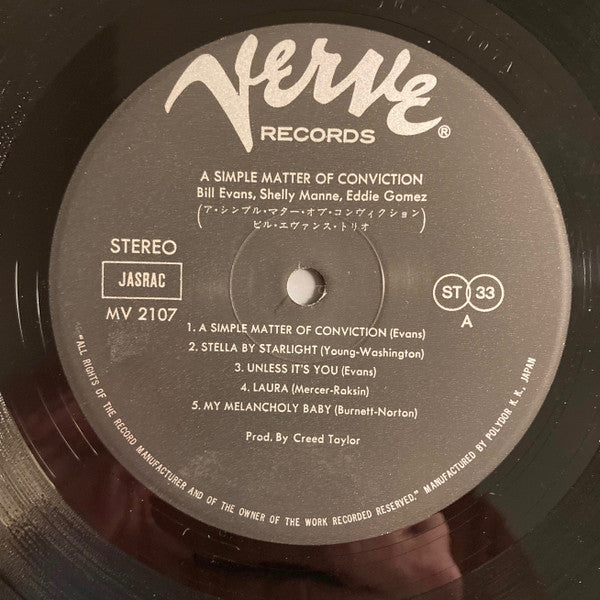 Verve®
RECORDS
A SIMPLE MATTER OF CONVICTION
Bill Evans, Shelly Manne, Eddie Gomez
(ア・シンプル・マター・オブ・コンヴィクション
ビル・エヴァンス・トリオ)
STEREO
JASRAC
MV 2107
ST 33
A
1. A SIMPLE MATTER OF CONVICTION (Evans)
2. STELLA BY STARLIGHT (Young-Washington)
3. UNLESS IT'S YOU (Evans)
4. LAURA (Mercer-Raksin)
5. MY MELANCHOLY BABY (Burnett-Norton)
Prod. By Creed Taylor
"ALL RIGHTS OF THE RECORD MANUFACTURER AND OF THE OWNER OF THE WORK RECORDED RESERVED." MANUFACTURED BY POLYDOR K. K., JAPAN